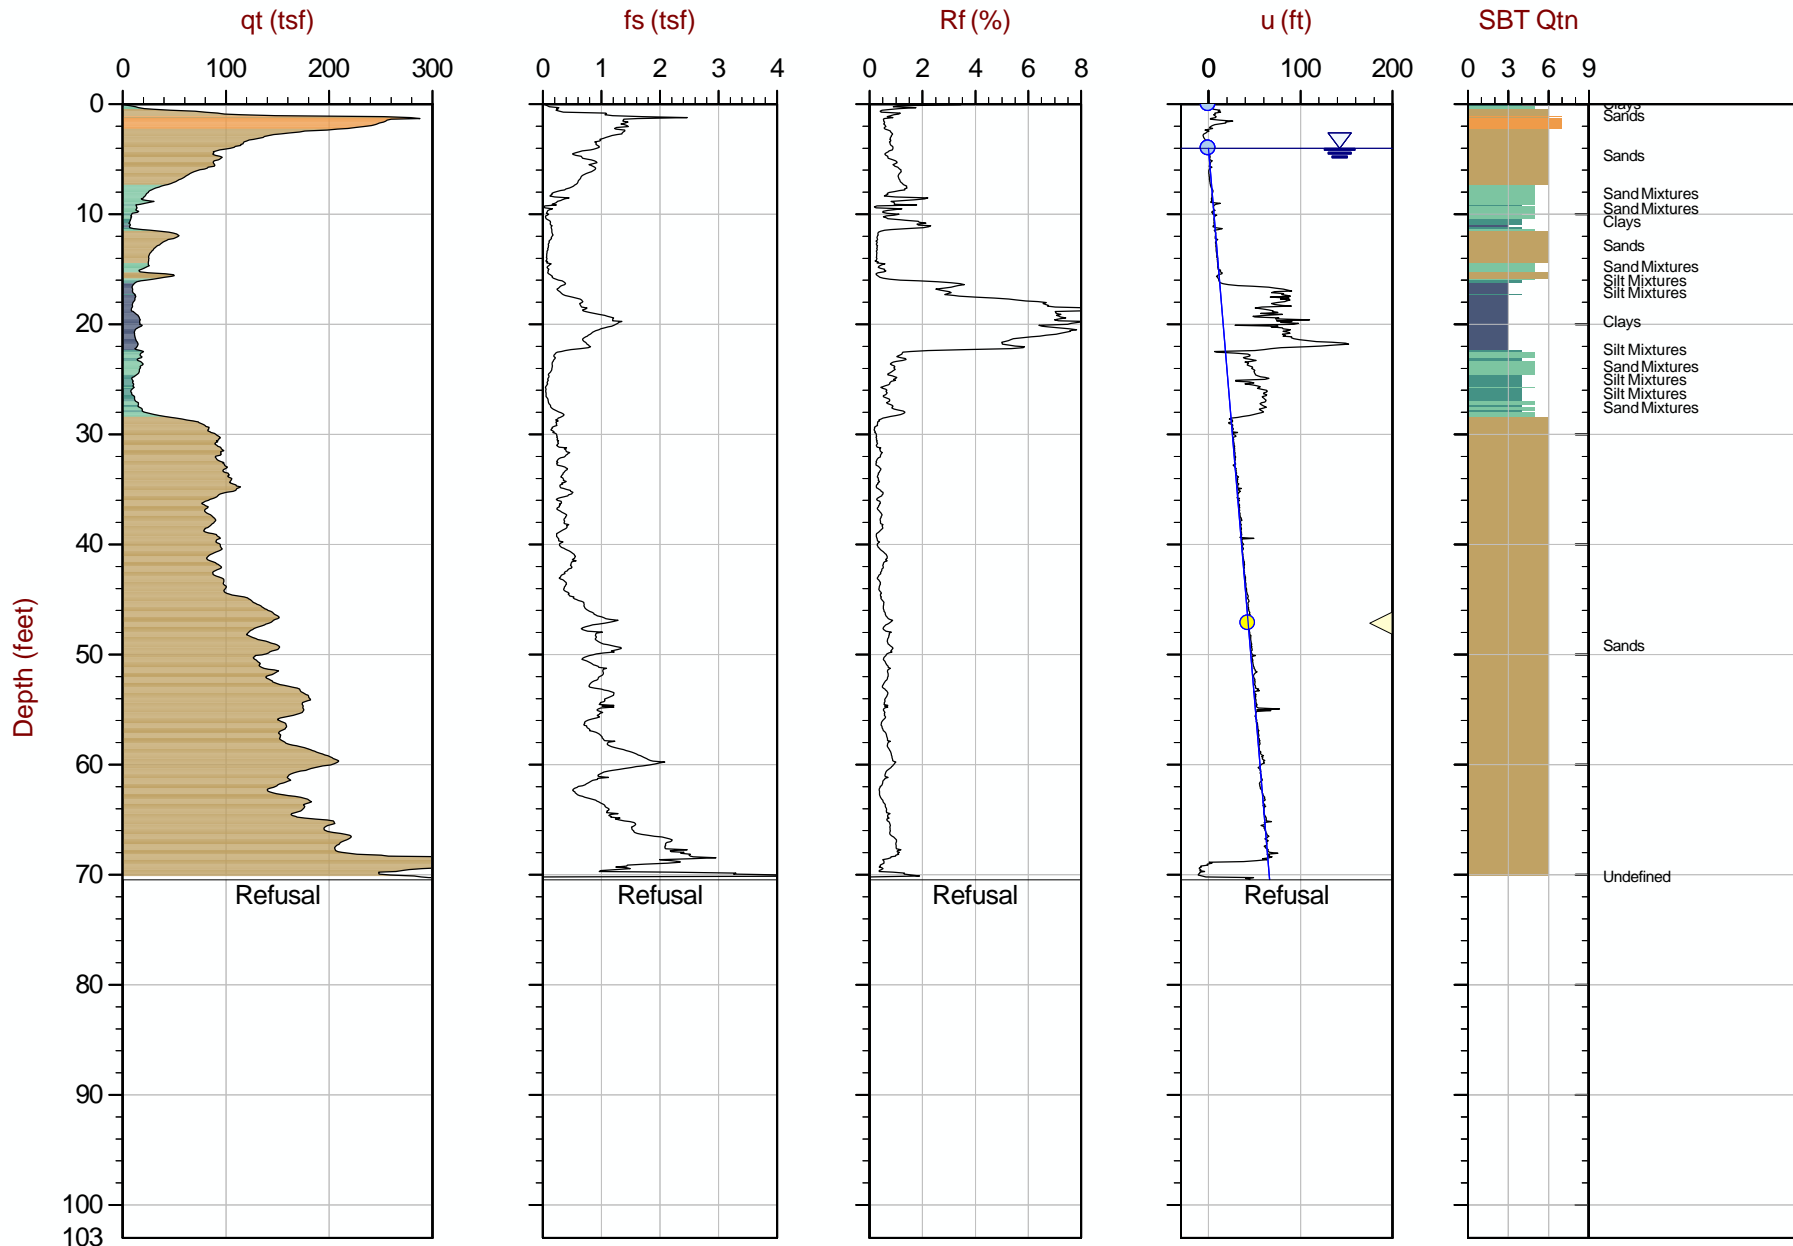 qt (tsf) fs (tsf) Rf (%) u (ft) SBT Qtn
0 100 200 300 0 1 2 3 4 0 2 4 6 8 0 100 200 0 3 6 9
0
10
20
30
40
50
60
70
80
90
100
103
Depth (feet)
Clays
Sands
Sands
Sand Mixtures
Sand Mixtures
Clays
Sands
Sand Mixtures
Silt Mixtures
Silt Mixtures
Clays
Silt Mixtures
Sand Mixtures
Silt Mixtures
Silt Mixtures
Sand Mixtures
Sands
Undefined
Refusal Refusal Refusal Refusal